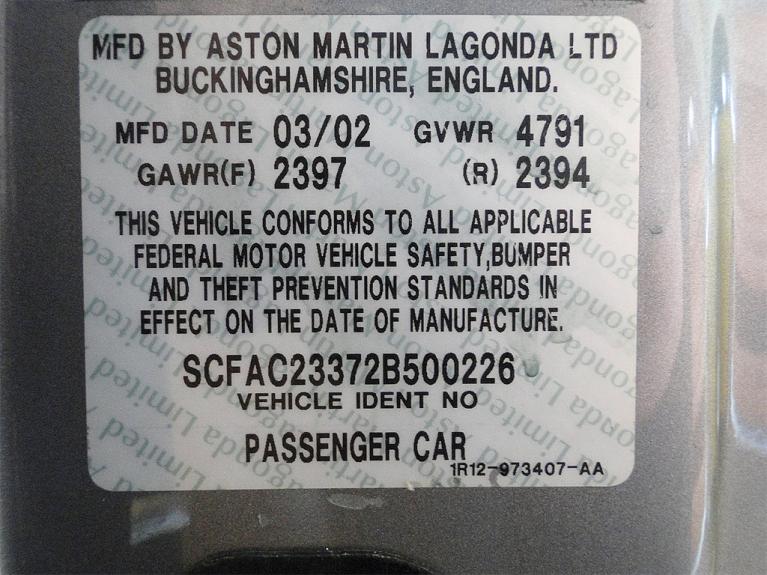 MFD BY ASTON MARTIN LAGONDA LTD
BUCKINGHAMSHIRE, ENGLAND.
MFD DATE 03/02 GVWR 4791
GAWR(F) 2397 (R) 2394
THIS VEHICLE CONFORMS TO ALL APPLICABLE
FEDERAL MOTOR VEHICLE SAFETY,BUMPER
AND THEFT PREVENTION STANDARDS IN
EFFECT ON THE DATE OF MANUFACTURE.
SCFAC23372B500226
VEHICLE IDENT NO
PASSENGER CAR
1R12-973407-AA